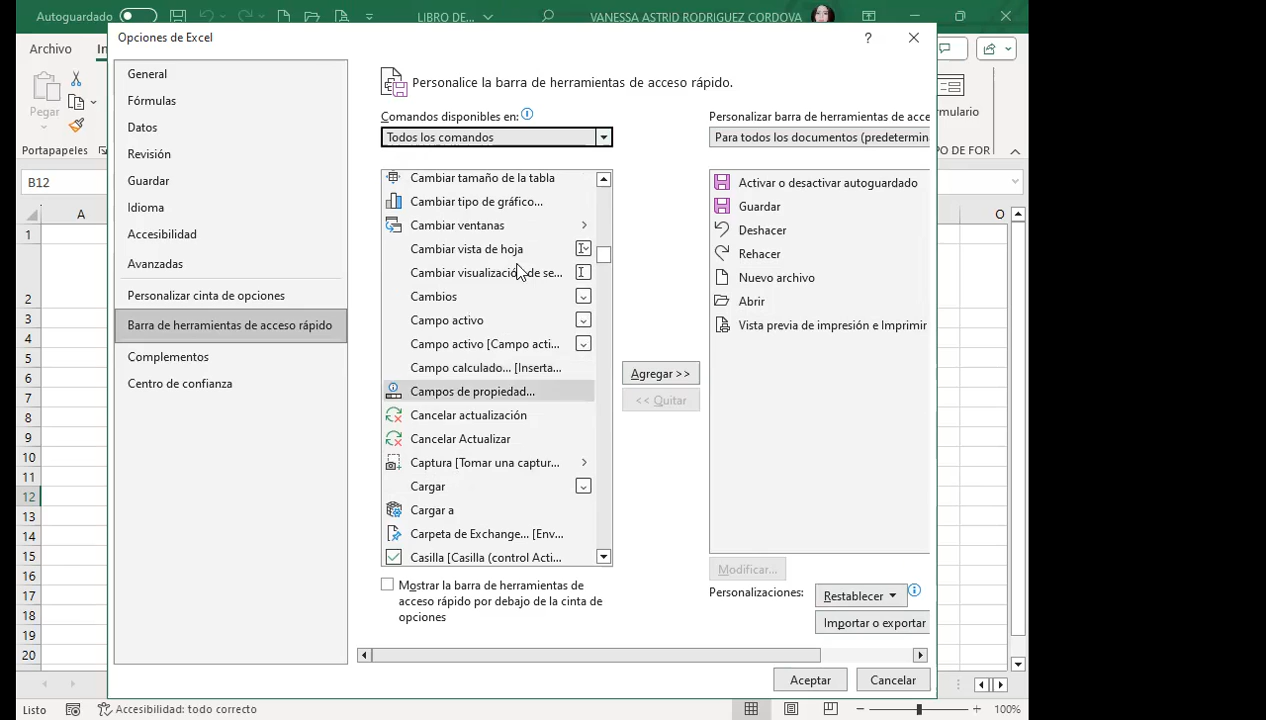 Autoguardado
LIBRO DE...
VANESSA ASTRID RODRIGUEZ CORDOVA
Opciones de Excel
?
Archivo
In
Pegar
Portapapeles
B12
A
O
1
2
3
4
5
6
7
8
9
10
11
12
13
14
15
16
17
18
19
20
General
Fórmulas
Datos
Revisión
Guardar
Idioma
Accesibilidad
Avanzadas
Personalizar cinta de opciones
Barra de herramientas de acceso rápido
Complementos
Centro de confianza
Personalice la barra de herramientas de acceso rápido.
Comandos disponibles en:
Todos los comandos
Cambiar tamaño de la tabla
Cambiar tipo de gráfico...
Cambiar ventanas
Cambiar vista de hoja
Cambiar visualización de se...
Cambios
Campo activo
Campo activo [Campo acti...
Campo calculado... [Inserta...
Campos de propiedad...
Cancelar actualización
Cancelar Actualizar
Captura [Tomar una captur...
Cargar
Cargar a
Carpeta de Exchange... [Env...
Casilla [Casilla (control Acti...
Mostrar la barra de herramientas de
acceso rápido por debajo de la cinta de
opciones
Agregar >>
<< Quitar
Personalizar barra de herramientas de acce
Para todos los documentos (predetermin
Activar o desactivar autoguardado
Guardar
Deshacer
Rehacer
Nuevo archivo
Abrir
Vista previa de impresión e Imprimir
Modificar...
Personalizaciones:
Restablecer
Importar o exportar
Aceptar
Cancelar
ormulario
PO DE FOR
Listo
Accesibilidad: todo correcto
100%